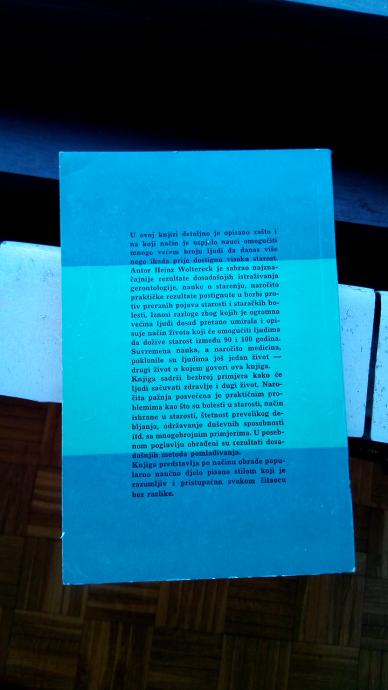 U ovoj knjizi detaljno je opisano zašto i
na koji način je uspjelo nauci omogućiti
mnogo većem broju ljudi da danas više
nego ikada prije dostignu visoku starost.
Autor Heinz Woltereck je sabrao najzna-
čajnije rezultate dosadašnjih istraživanja
gerontologije, nauke o starenju, naročito
praktičke rezultate postignute u borbi pro-
tiv preranih pojava starosti i staračkih bo-
lesti. Iznosi razloge zbog kojih je ogromna
većina ljudi dosad prerano umirala i opi-
suje način života koji će omogućiti ljudima
da dožive starost između 90 i 100 godina.
Suvremena nauka, a naročito medicina,
poklonile su ljudima još jedan život —
drugi život o kojem govori ova knjiga.
Knjiga sadrži bezbroj primjera kako će
ljudi sačuvati zdravlje i dugi život. Naro-
čita pažnja posvećena je praktičnim pro-
blemima kao što su bolesti u starosti, način
ishrane u starosti, štetnost prevelikog de-
bljanja, održavanje duševnih sposobnosti
itd. sa mnogobrojnim primjerima. U poseb-
nom poglavlju obrađeni su rezultati dosa-
dašnjih metoda pomlađivanja.
Knjiga predstavlja po načinu obrade popu-
larno naučno djelo pisano stilom koji je
razumljiv i pristupačan svakom čitaocu
bez razlike.